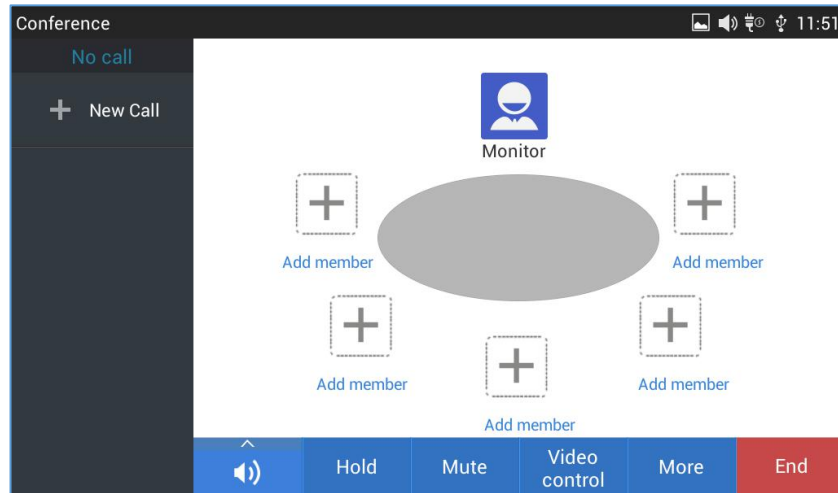 Conference
11:51
No call
New Call
Monitor
Add member
Add member
Add member
Add member
Add member
Hold
Mute
Video
control
More
End